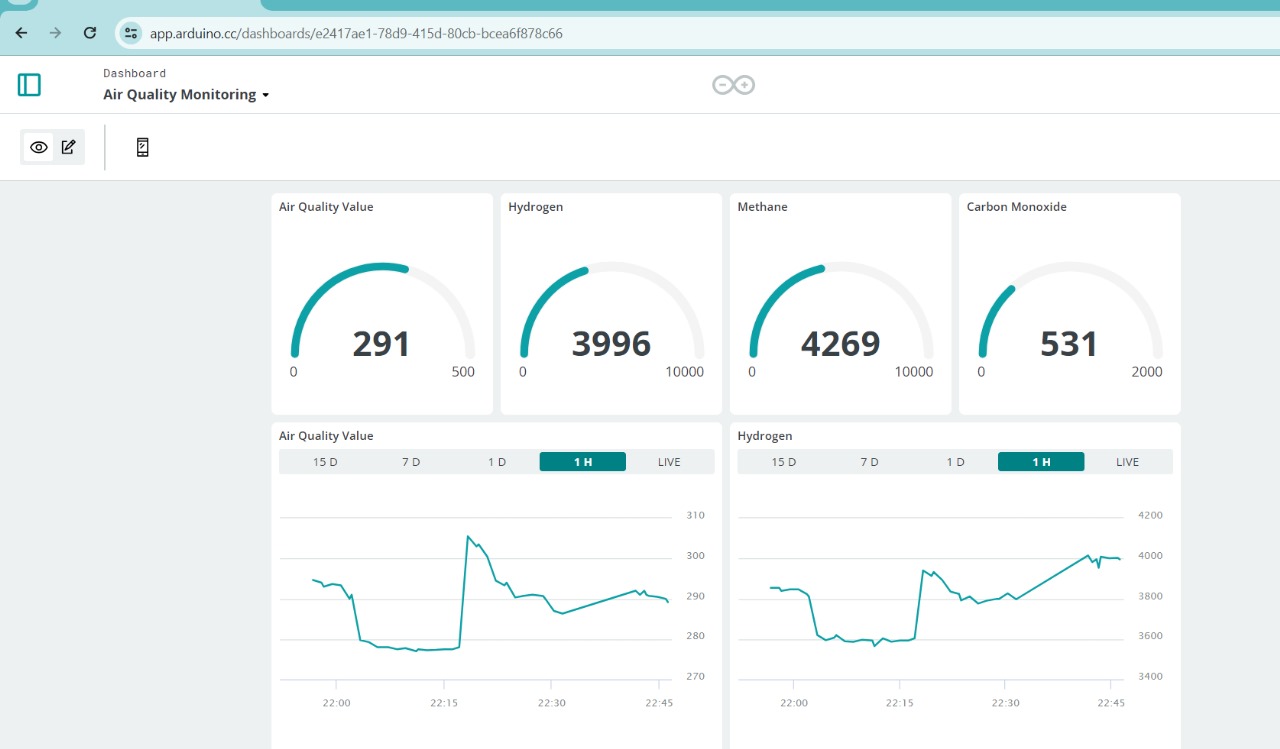 app.arduino.cc/dashboards/e2417ae1-78d9-415d-80cb-bcea6f878c66
Dashboard
Air Quality Monitoring
Air Quality Value
291
0 500
Hydrogen
3996
0 10000
Methane
4269
0 10000
Carbon Monoxide
531
0 2000
Air Quality Value
15 D 7 D 1 D 1 H LIVE
310
300
290
280
270
22:00 22:15 22:30 22:45
Hydrogen
15 D 7 D 1 D 1 H LIVE
4200
4000
3800
3600
3400
22:00 22:15 22:30 22:45